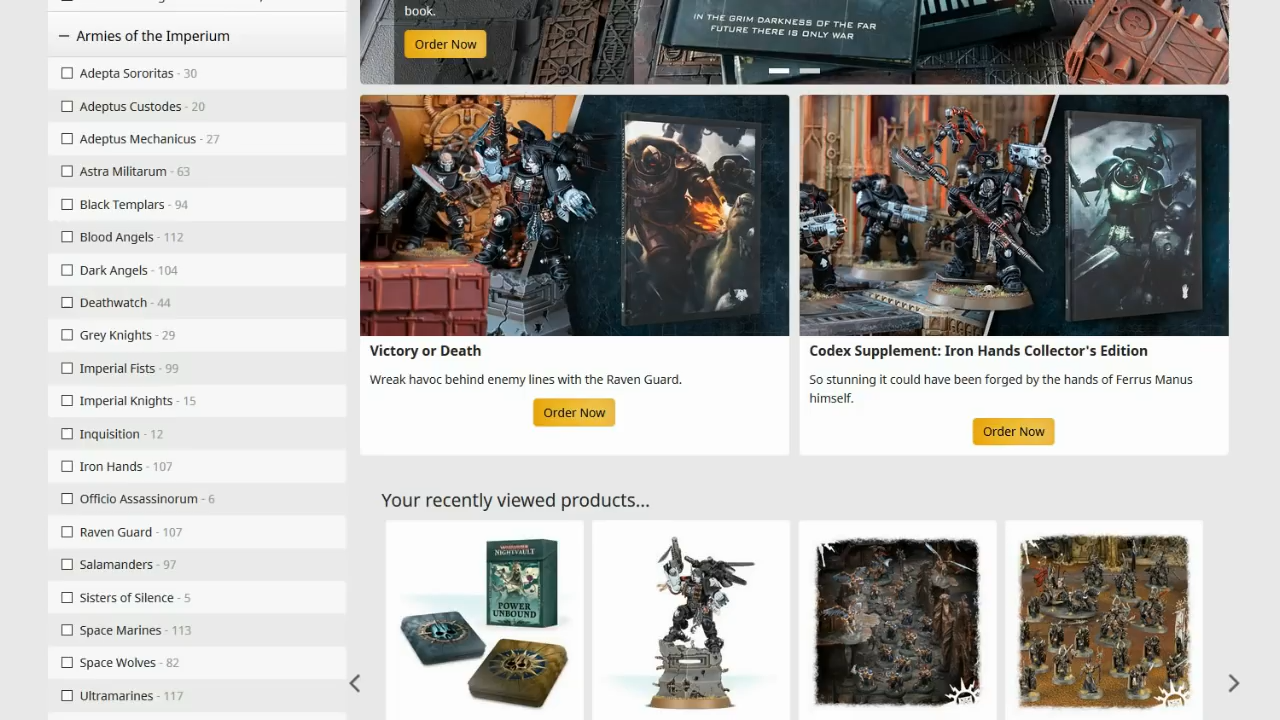 book.
Order Now
IN THE GRIM DARKNESS OF THE FAR
FUTURE THERE IS ONLY WAR
Armies of the Imperium
Adepta Sororitas - 30
Adeptus Custodes - 20
Adeptus Mechanicus - 27
Astra Militarum - 63
Black Templars - 94
Blood Angels - 112
Dark Angels - 104
Deathwatch - 44
Grey Knights - 29
Imperial Fists - 99
Imperial Knights - 15
Inquisition - 12
Iron Hands - 107
Officio Assassinorum - 6
Raven Guard - 107
Salamanders - 97
Sisters of Silence - 5
Space Marines - 113
Space Wolves - 82
Ultramarines - 117
Victory or Death
Wreak havoc behind enemy lines with the Raven Guard.
Order Now
Codex Supplement: Iron Hands Collector's Edition
So stunning it could have been forged by the hands of Ferrus Manus
himself.
Order Now
Your recently viewed products...
NIGHTVAULT
POWER
UNBOUND